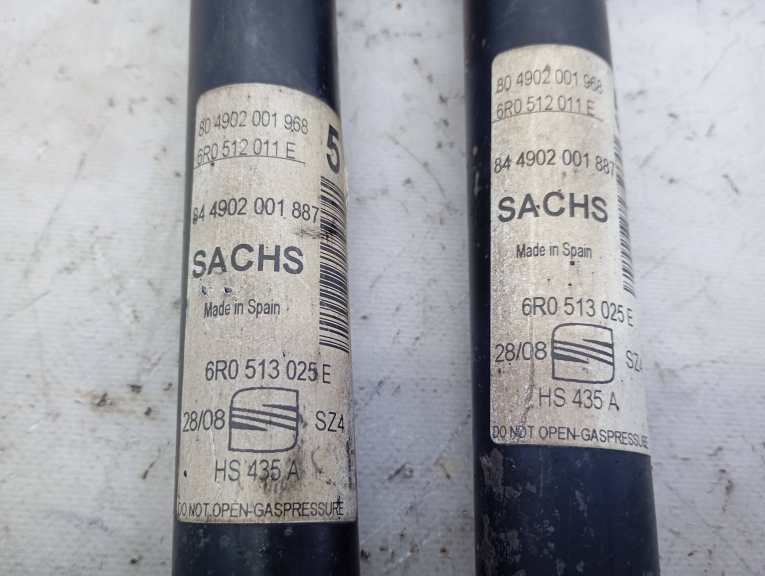 80 4902 001 968
6R0 512 011 E
5
84 4902 001 887
SACHS
Made in Spain
6R0 513 025 E
28/08 SZ4
HS 435 A
DO NOT OPEN-GASPRESSURE
80 4902 001 968
6R0 512 011 E
84 4902 001 887
SACHS
Made in Spain
6R0 513 025 E
28/08 SZ4
HS 435 A
DO NOT OPEN-GASPRESSURE